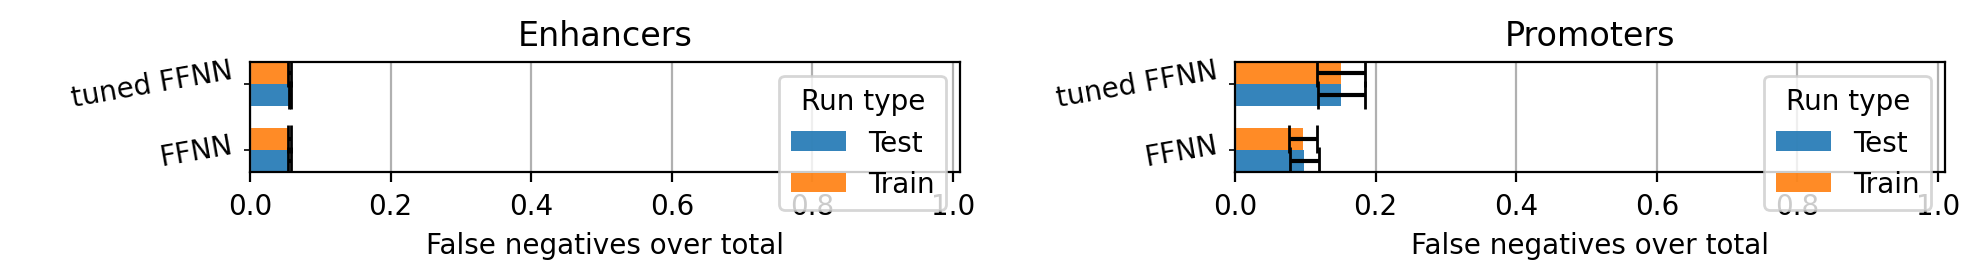 Enhancers
tuned FFNN
FFNN
Run type
Test
Train
0.0 0.2 0.4 0.6 0.8 1.0
False negatives over total
Promoters
tuned FFNN
FFNN
Run type
Test
Train
0.0 0.2 0.4 0.6 0.8 1.0
False negatives over total